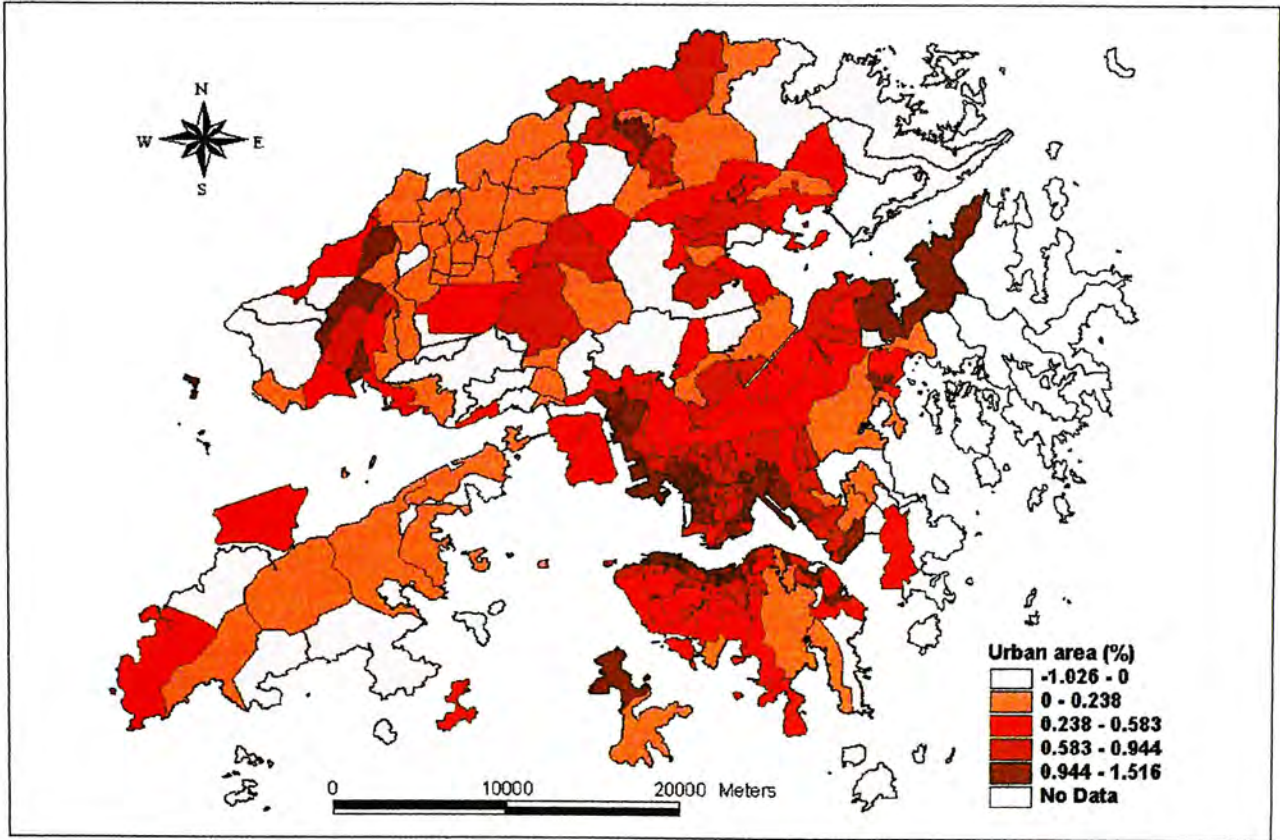 N
W E
S
Urban area (%)
-1.026 - 0
0 - 0.238
0.238 - 0.583
0.583 - 0.944
0.944 - 1.516
No Data
0 10000 20000 Meters